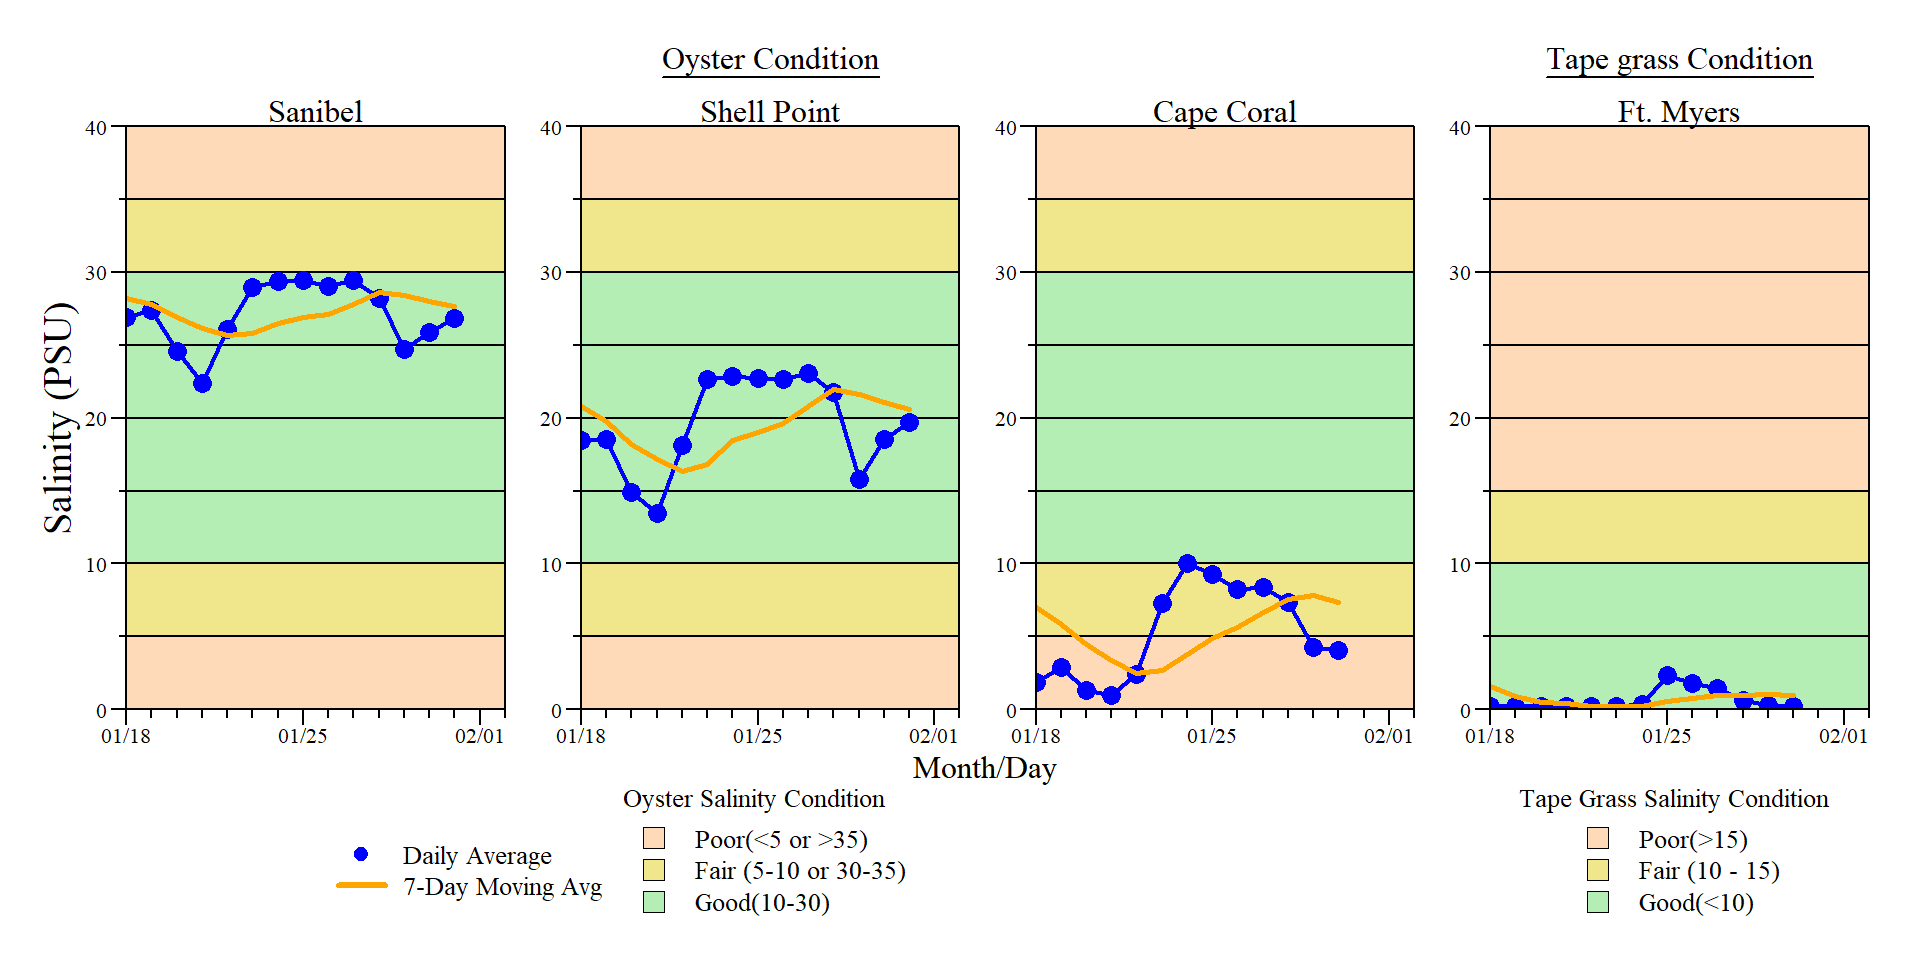 Oyster Condition
Tape grass Condition
Sanibel
Shell Point
Cape Coral
Ft. Myers
Salinity (PSU)
40
30
20
10
0
01/18
01/25
02/01
40
30
20
10
0
01/18
01/25
02/01
40
30
20
10
0
01/18
01/25
02/01
40
30
20
10
0
01/18
01/25
02/01
Month/Day
Daily Average
7-Day Moving Avg
Oyster Salinity Condition
Poor(<5 or >35)
Fair (5-10 or 30-35)
Good(10-30)
Tape Grass Salinity Condition
Poor(>15)
Fair (10 - 15)
Good(<10)